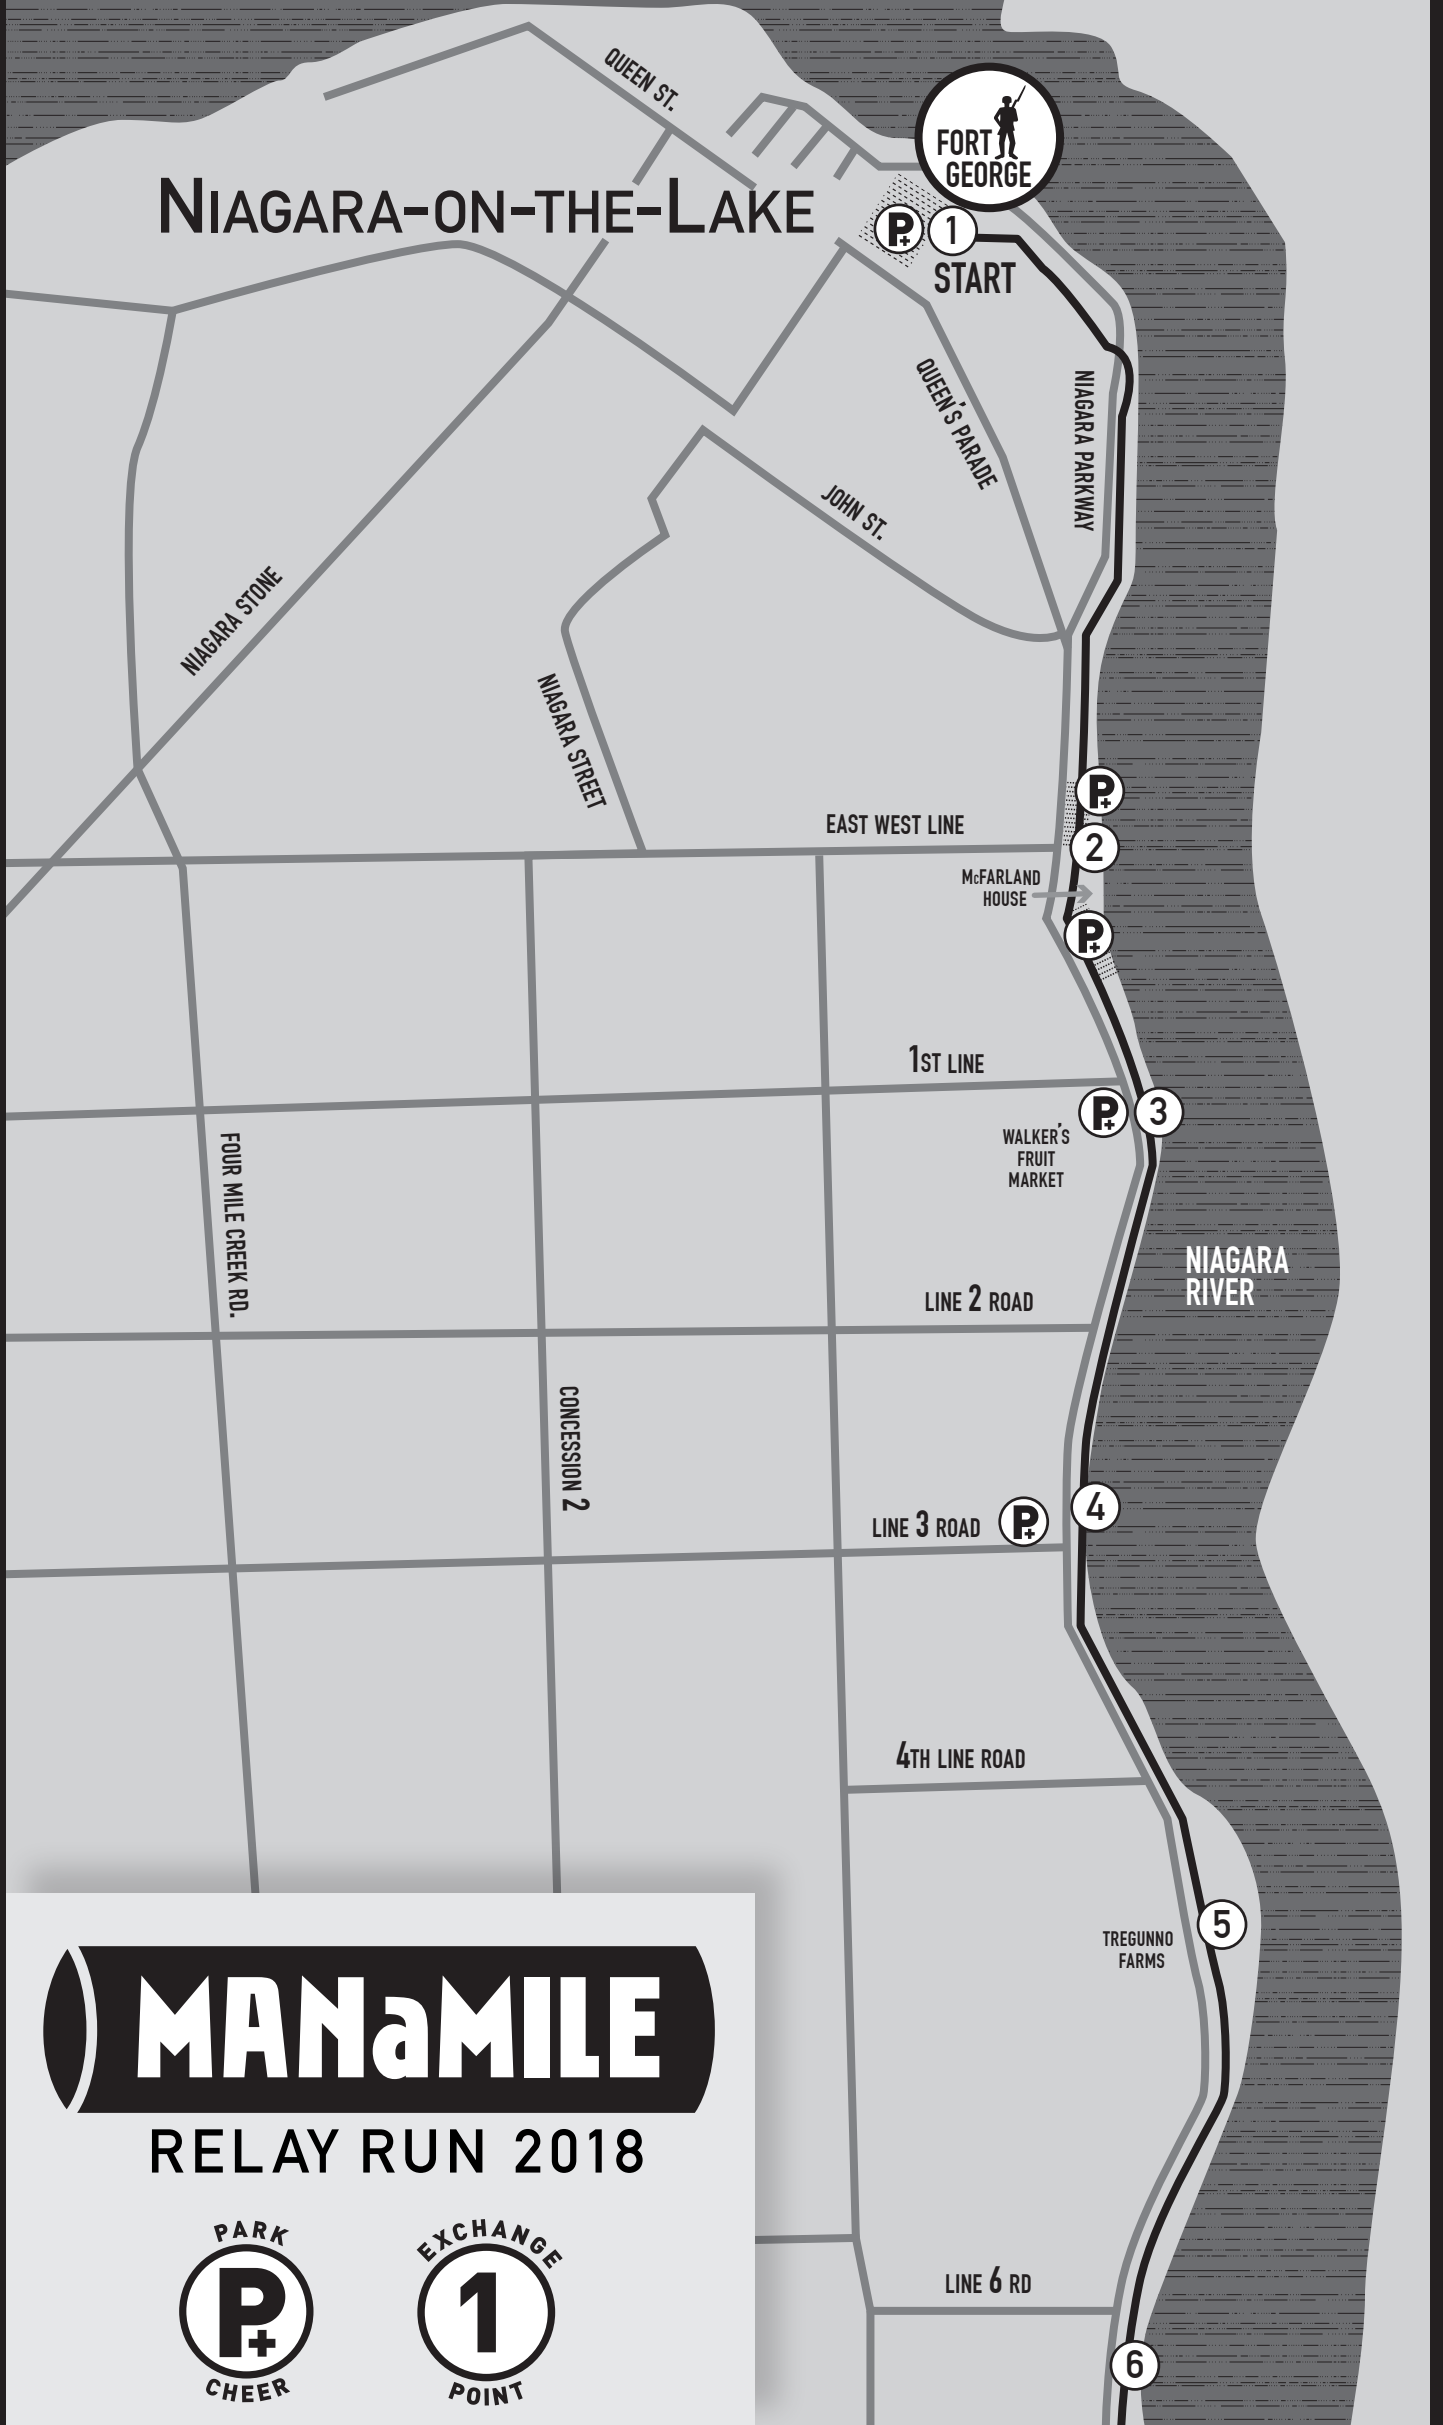 QUEEN ST.
FORT
GEORGE
NIAGARA-ON-THE-LAKE
P+
1
START
QUEEN'S PARADE
NIAGARA PARKWAY
JOHN ST.
NIAGARA STONE
NIAGARA STREET
P+
EAST WEST LINE
2
McFARLAND
HOUSE
P+
1ST LINE
P+
3
WALKER'S
FRUIT
MARKET
FOUR MILE CREEK RD.
NIAGARA
RIVER
LINE 2 ROAD
CONCESSION 2
4
LINE 3 ROAD
P+
4TH LINE ROAD
5
TREGUNNO
FARMS
MANaMILE
RELAY RUN 2018
PARK
P+
CHEER
EXCHANGE
1
POINT
LINE 6 RD
6